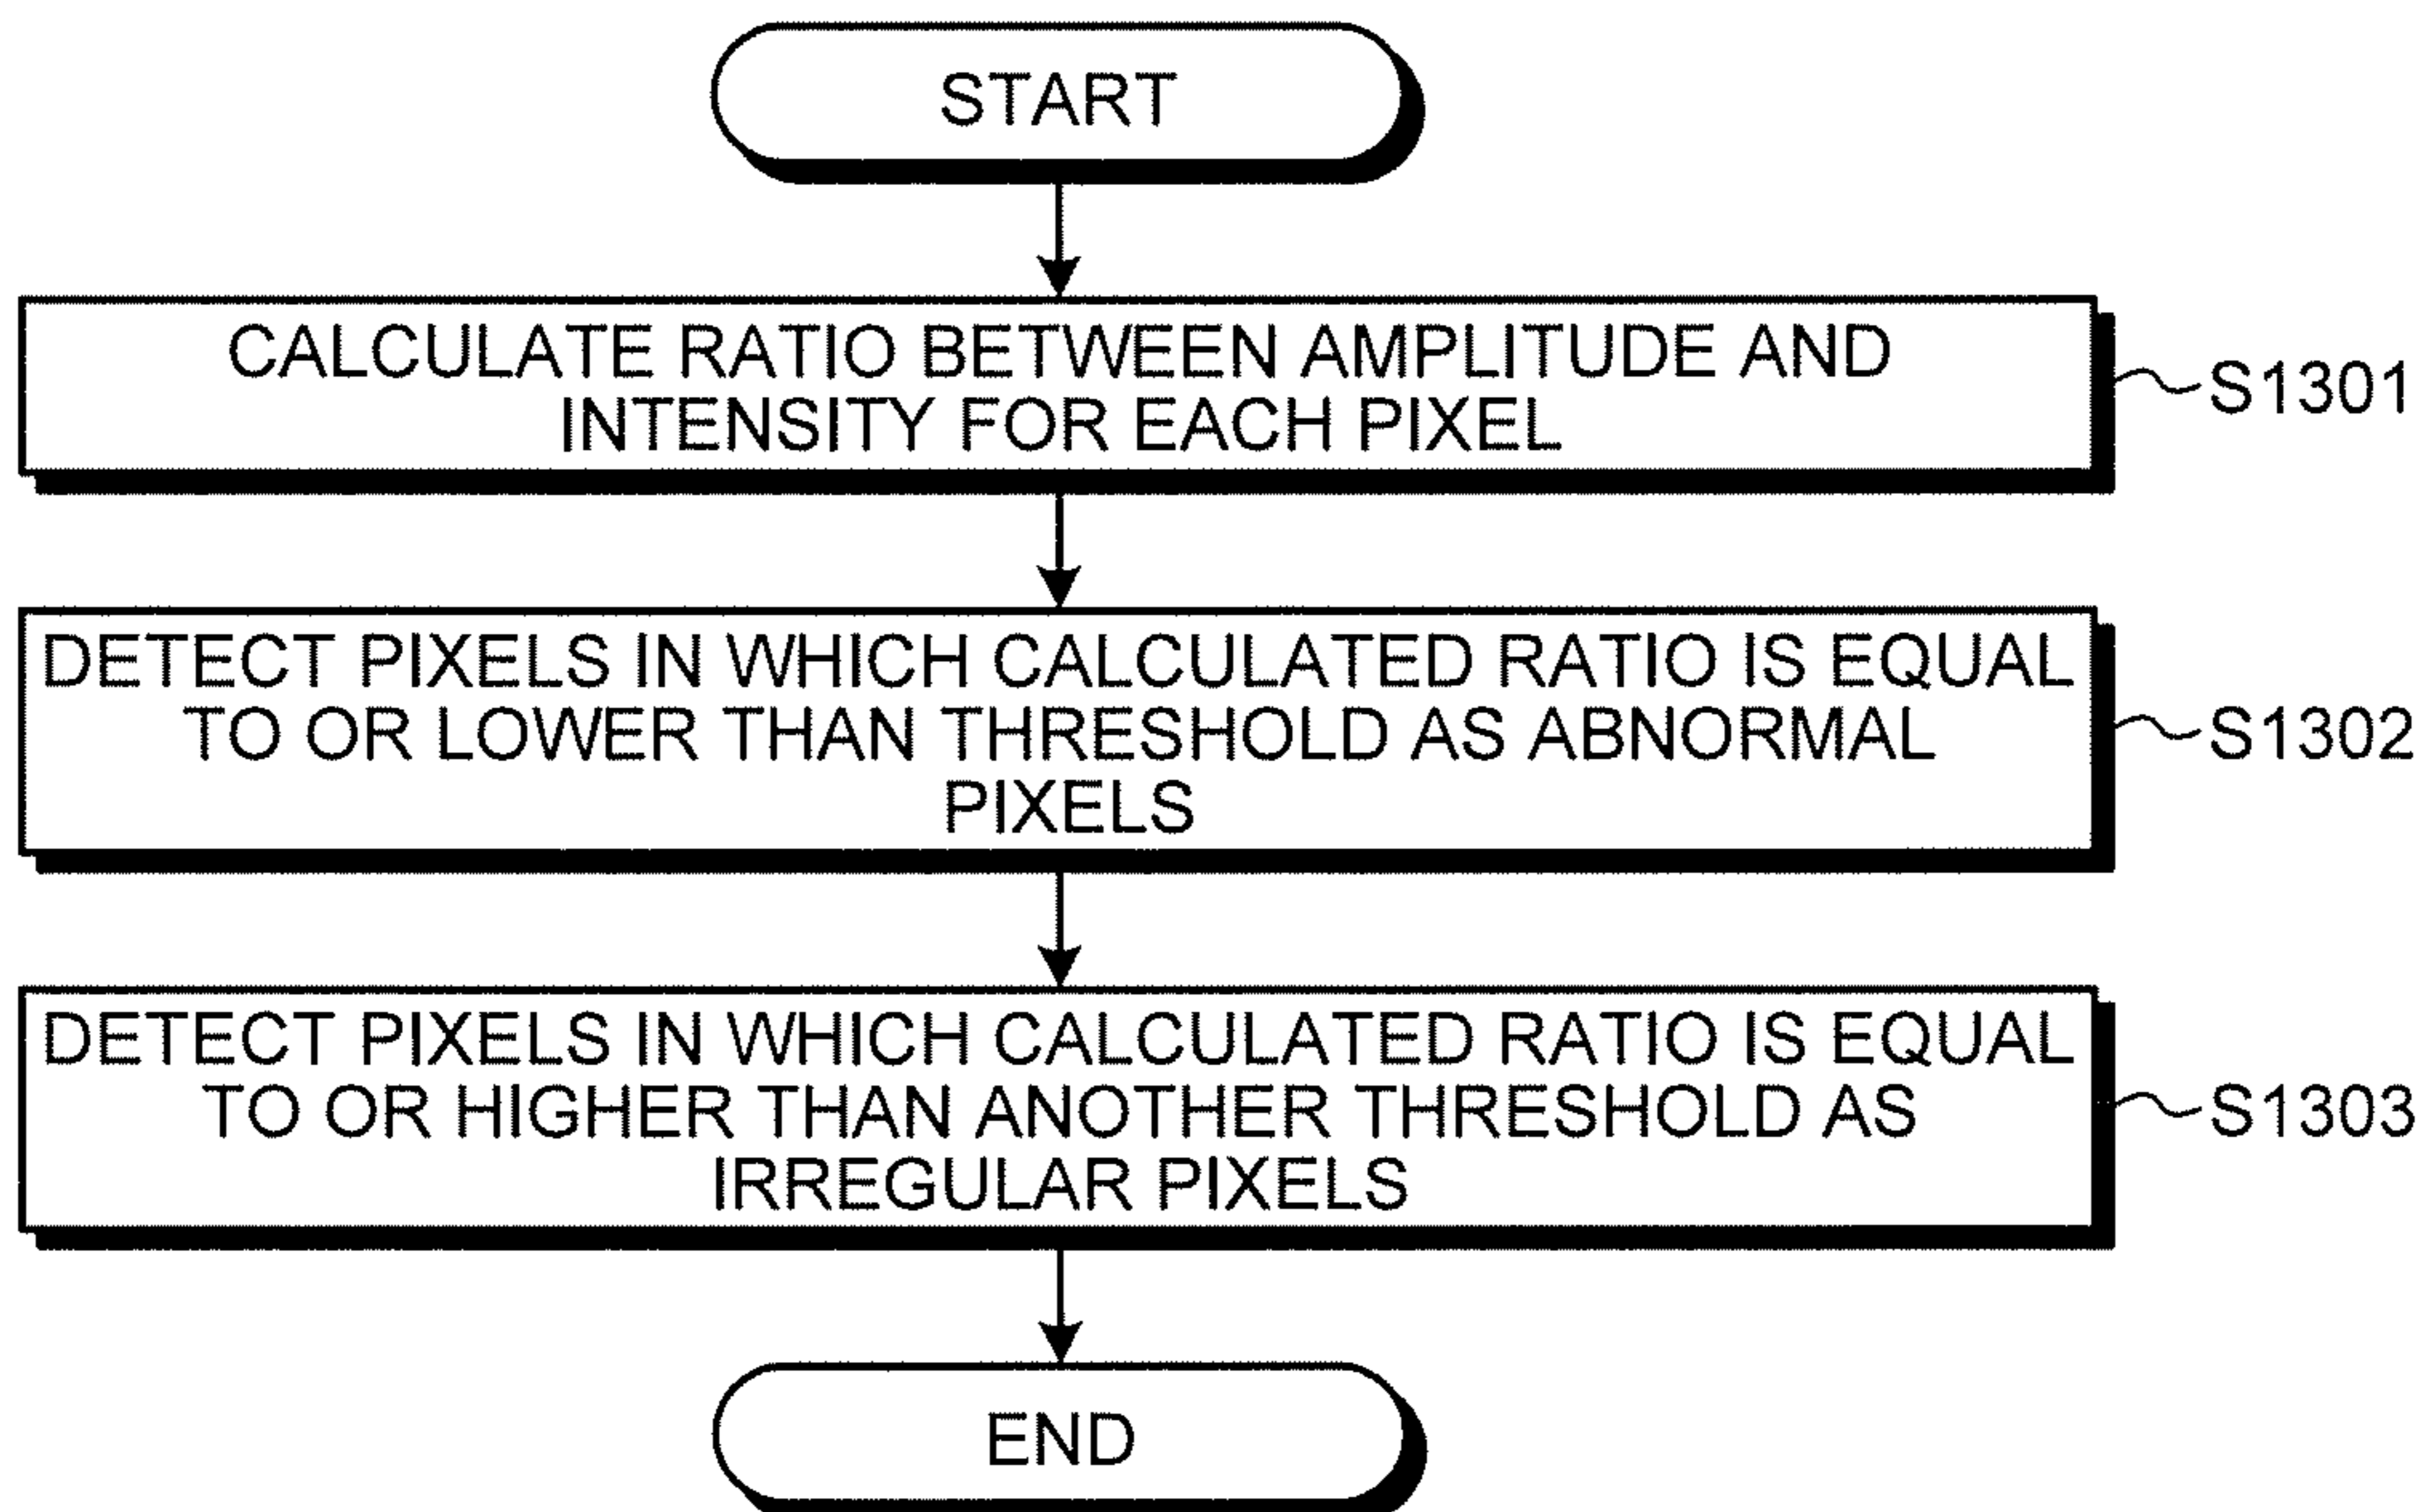 START
CALCULATE RATIO BETWEEN AMPLITUDE AND
INTENSITY FOR EACH PIXEL
S1301
DETECT PIXELS IN WHICH CALCULATED RATIO IS EQUAL
TO OR LOWER THAN THRESHOLD AS ABNORMAL
PIXELS
S1302
DETECT PIXELS IN WHICH CALCULATED RATIO IS EQUAL
TO OR HIGHER THAN ANOTHER THRESHOLD AS
IRREGULAR PIXELS
S1303
END